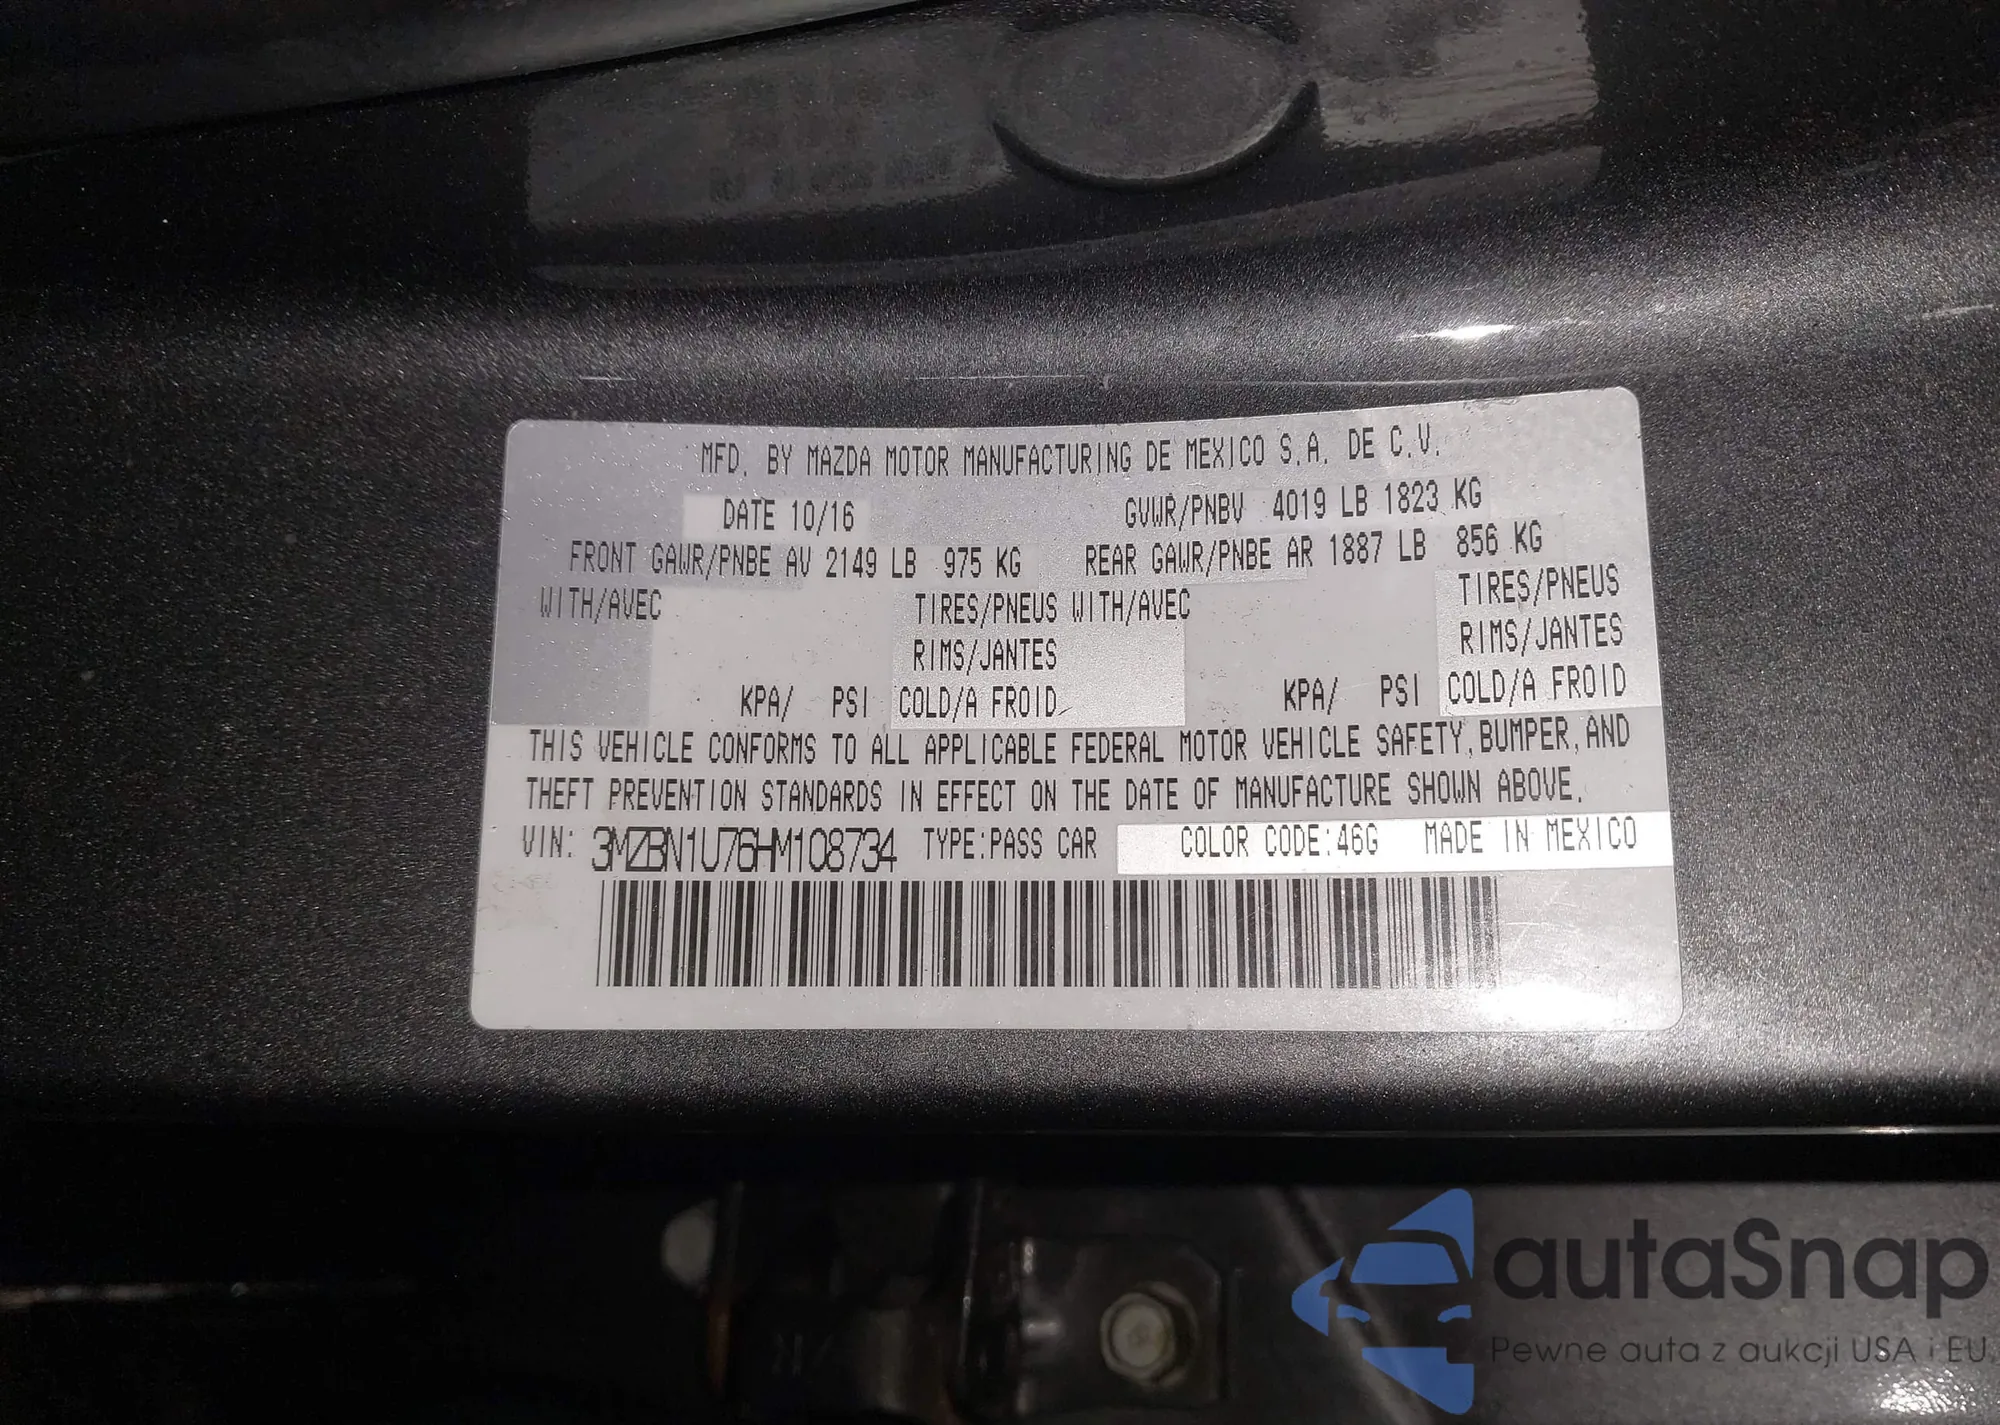 MFD. BY MAZDA MOTOR MANUFACTURING DE MEXICO S.A. DE C.V.
DATE 10/16 GVWR/PNBV 4019 LB 1823 KG
FRONT GAWR/PNBE AV 2149 LB 975 KG REAR GAWR/PNBE AR 1887 LB 856 KG
WITH/AVEC TIRES/PNEUS WITH/AVEC TIRES/PNEUS
RIMS/JANTES RIMS/JANTES
KPA/ PSI COLD/A FROID KPA/ PSI COLD/A FROID
THIS VEHICLE CONFORMS TO ALL APPLICABLE FEDERAL MOTOR VEHICLE SAFETY, BUMPER, AND
THEFT PREVENTION STANDARDS IN EFFECT ON THE DATE OF MANUFACTURE SHOWN ABOVE.
VIN: 3MZBN1U76HM108734 TYPE:PASS CAR COLOR CODE:46G MADE IN MEXICO
autaSnap
Pewne auta z aukcji USA i EU.